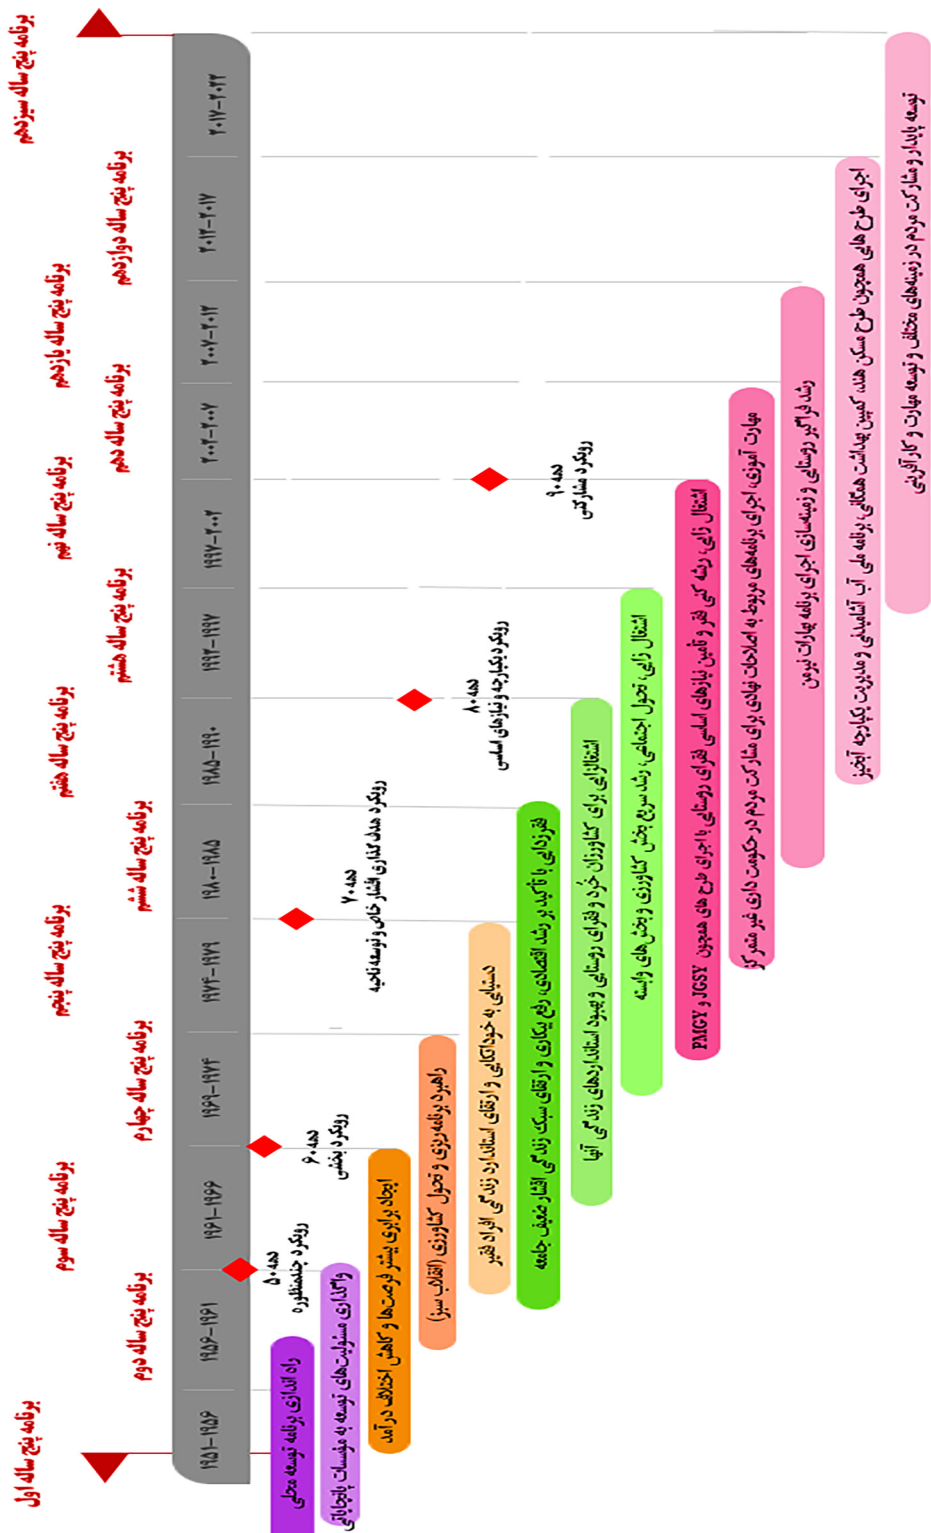 برنامه پنج ساله اول
برنامه پنج ساله دوم
برنامه پنج ساله سوم
برنامه پنج ساله چهارم
برنامه پنج ساله پنجم
برنامه پنج ساله ششم
برنامه پنج ساله هفتم
برنامه پنج ساله هشتم
برنامه پنج ساله نهم
برنامه پنج ساله دهم
برنامه پنج ساله یازدهم
برنامه پنج ساله دوازدهم
برنامه پنج ساله سیزدهم
۱۹۵۱-۱۹۵۶
۱۹۵۶-۱۹۶۱
۱۹۶۱-۱۹۶۶
۱۹۶۹-۱۹۷۴
۱۹۷۴-۱۹۷۹
۱۹۸۰-۱۹۸۵
۱۹۸۵-۱۹۹۰
۱۹۹۲-۱۹۹۷
۱۹۹۷-۲۰۰۲
۲۰۰۲-۲۰۰۷
۲۰۰۷-۲۰۱۲
۲۰۱۲-۲۰۱۷
۲۰۱۷-۲۰۲۲
دهه ۵۰
رویکرد چندمنظوره
دهه ۶۰
رویکرد بخشی
دهه ۷۰
رویکرد هدف گذاری اقشار خاص و توسعه ناحیه
دهه ۸۰
رویکرد یکپارچه و نیازهای اساسی
دهه ۹۰
رویکرد مشارکتی
راه اندازی برنامه توسعه محلی
واگذاری مسئولیت‌های توسعه به مؤسسات پانچایاتی
ایجاد برابری بیشتر فرصت‌ها و کاهش اختلاف درآمد
راهبرد برنامه‌ریزی و تحول کشاورزی (انقلاب سبز)
دستیابی به خوداتکایی و ارتقای استاندارد زندگی افراد فقیر
فقرزدایی با تأکید بر رشد اقتصادی، رفع بیکاری و ارتقای سبک زندگی اقشار ضعیف جامعه
اشتغالزایی برای کشاورزان خُرد و فقرای روستایی و بهبود استانداردهای زندگی آنها
اشتغال زایی، تحول اجتماعی، رشد سریع بخش کشاورزی و بخش‌های وابسته
اشتغال زایی، ریشه کنی فقر و تامین نیازهای اساسی فقرای روستایی با اجرای طرح های همچون JGSY و PMGY
مهارت آموزی، اجرای برنامه‌های مربوط به اصلاحات نهادی برای مشارکت مردم در حکومت داری غیر متمرکز
رشد فراگیر روستایی و زمینه‌سازی اجرای برنامه بهارات نیرمن
اجرای طرح هایی همچون طرح مسکن هند، کمپین بهداشت همگانی، برنامه ملی آب آشامیدنی و مدیریت یکپارچه آبخیز
توسعه پایدار و مشارکت مردم در زمینه‌های مختلف و توسعه مهارت و کارآفرینی